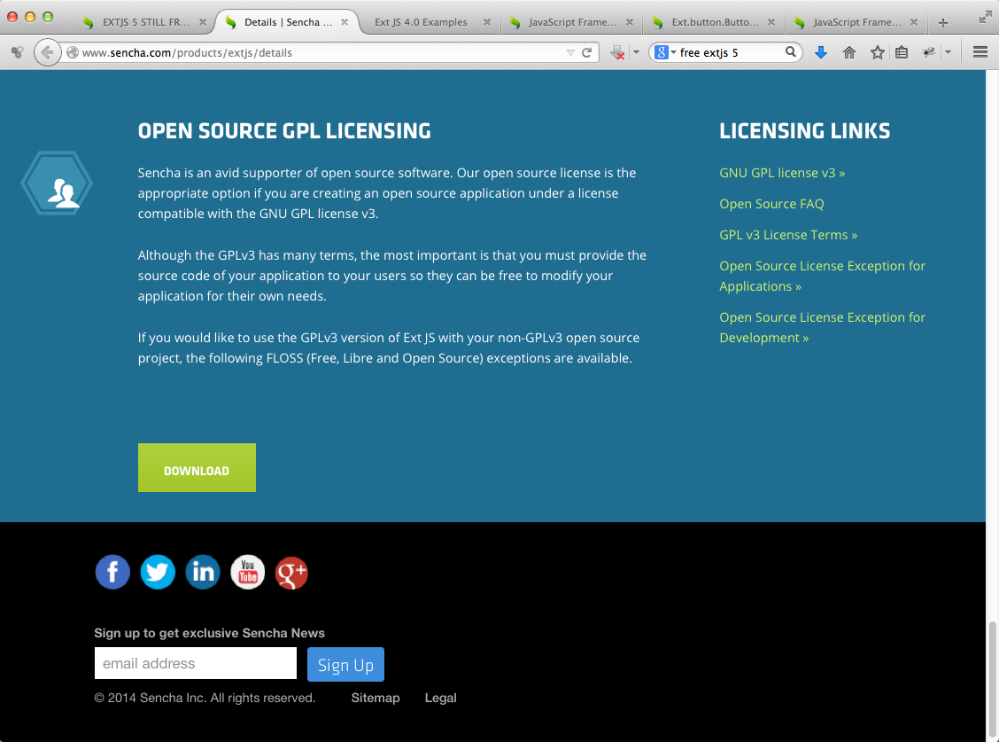 EXTJS 5 STILL FR...
Details | Sencha ...
Ext JS 4.0 Examples
JavaScript Frame...
Ext.button.Butto...
JavaScript Frame...
www.sencha.com/products/extjs/details
8
free extjs 5
OPEN SOURCE GPL LICENSING
Sencha is an avid supporter of open source software. Our open source license is the
appropriate option if you are creating an open source application under a license
compatible with the GNU GPL license v3.
Although the GPLv3 has many terms, the most important is that you must provide the
source code of your application to your users so they can be free to modify your
application for their own needs.
If you would like to use the GPLv3 version of Ext JS with your non-GPLv3 open source
project, the following FLOSS (Free, Libre and Open Source) exceptions are available.
DOWNLOAD
LICENSING LINKS
GNU GPL license v3 »
Open Source FAQ
GPL v3 License Terms »
Open Source License Exception for
Applications »
Open Source License Exception for
Development »
f
in
You
Tube
g+
Sign up to get exclusive Sencha News
email address
Sign Up
© 2014 Sencha Inc. All rights reserved.
Sitemap
Legal